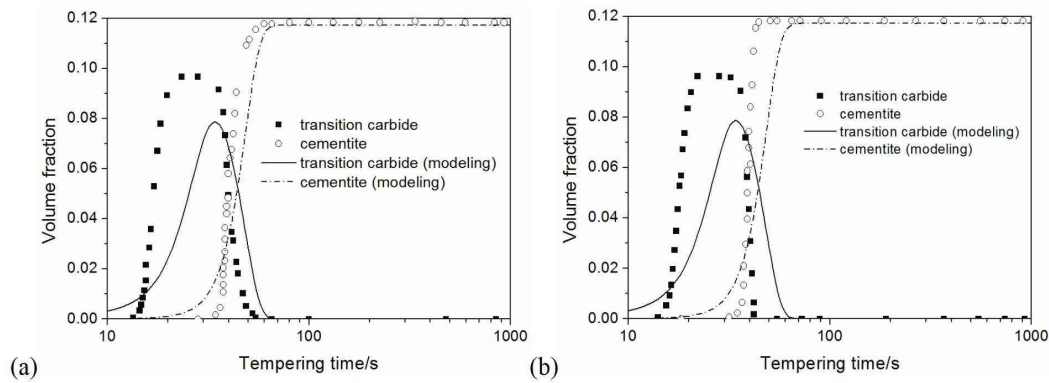 0.12
0.10
0.08
0.06
0.04
0.02
0.00
Volume fraction
transition carbide
cementite
transition carbide (modeling)
cementite (modeling)
10
100
1000
Tempering time/s
(a)
0.12
0.10
0.08
0.06
0.04
0.02
0.00
Volume fraction
transition carbide
cementite
transition carbide (modeling)
cementite (modeling)
10
100
1000
Tempering time/s
(b)